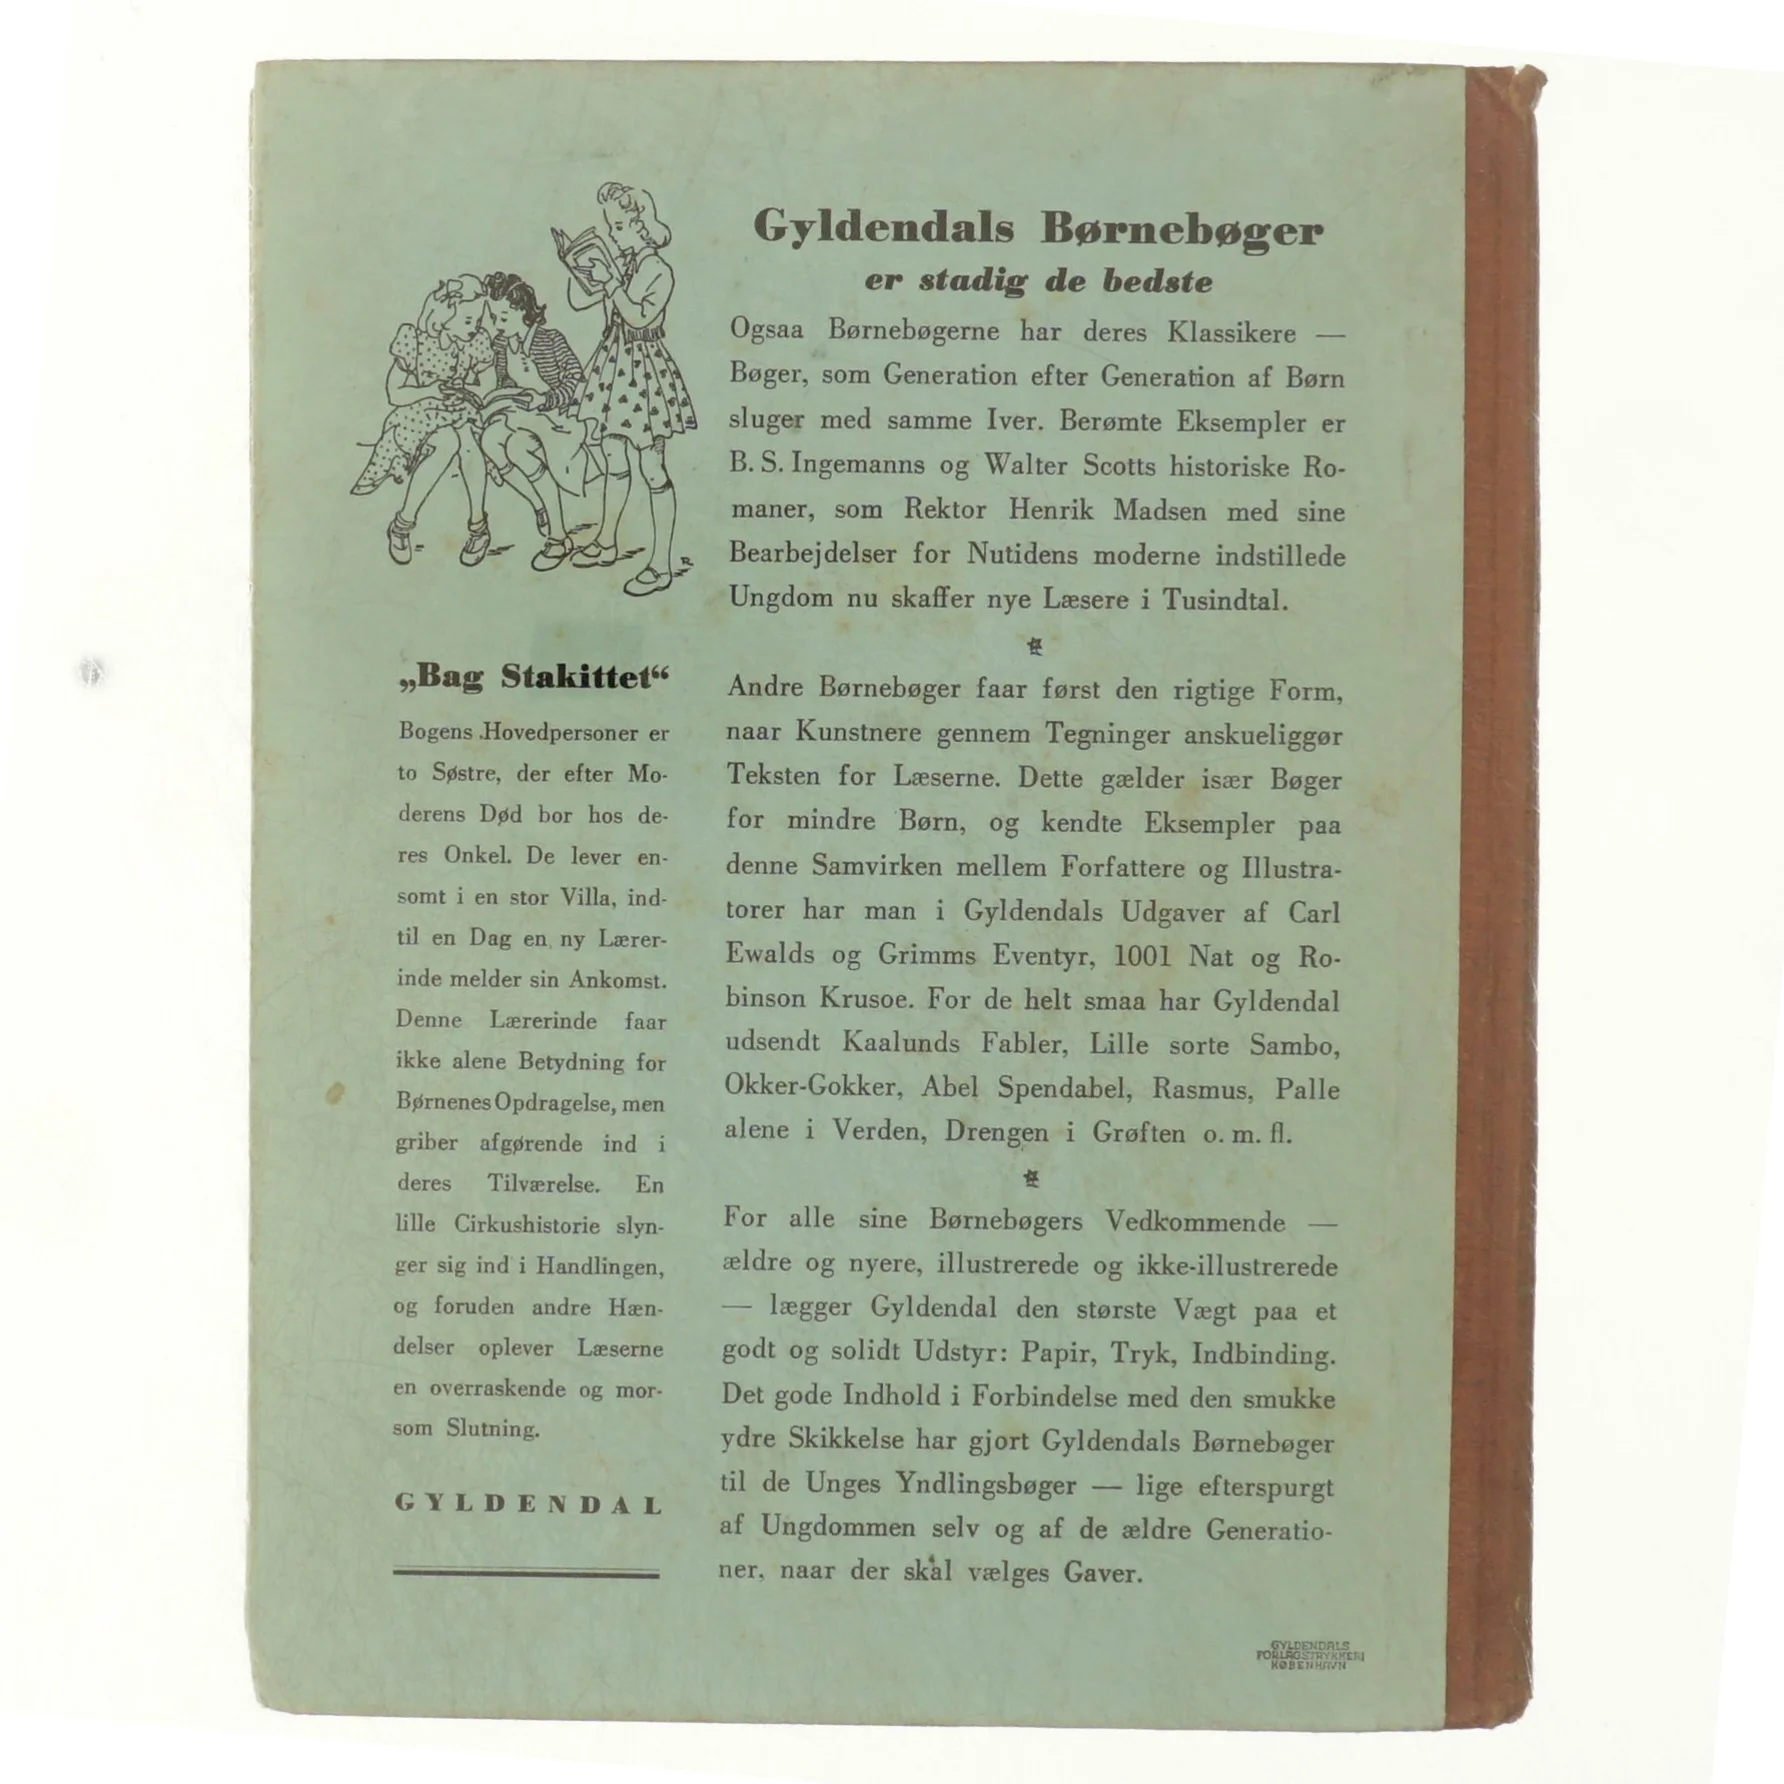 Gyldendals Børnebøger
er stadig de bedste
Ogsaa Børnebøgerne har deres Klassikere —
Bøger, som Generation efter Generation af Børn
sluger med samme Iver. Berømte Eksempler er
B. S. Ingemanns og Walter Scotts historiske Ro-
maner, som Rektor Henrik Madsen med sine
Bearbejdelser for Nutidens moderne indstillede
Ungdom nu skaffer nye Læsere i Tusindtal.
Andre Børnebøger faar først den rigtige Form,
naar Kunstnere gennem Tegninger anskueliggør
Teksten for Læserne. Dette gælder især Bøger
for mindre Børn, og kendte Eksempler paa
denne Samvirken mellem Forfattere og Illustra-
torer har man i Gyldendals Udgaver af Carl
Ewalds og Grimms Eventyr, 1001 Nat og Ro-
binson Krusoe. For de helt smaa har Gyldendal
udsendt Kaalunds Fabler, Lille sorte Sambo,
Okker-Gokker, Abel Spendabel, Rasmus, Palle
alene i Verden, Drengen i Grøften o. m. fl.
For alle sine Børnebøgers Vedkommende —
ældre og nyere, illustrerede og ikke-illustrerede
— lægger Gyldendal den største Vægt paa et
godt og solidt Udstyr: Papir, Tryk, Indbinding.
Det gode Indhold i Forbindelse med den smukke
ydre Skikkelse har gjort Gyldendals Børnebøger
til de Unges Yndlingsbøger — lige efterspurgt
af Ungdommen selv og af de ældre Generatio-
ner, naar der skal vælges Gaver.
„Bag Stakittet“
Bogens Hovedpersoner er
to Søstre, der efter Mo-
derens Død bor hos de-
res Onkel. De lever en-
somt i en stor Villa, ind-
til en Dag en ny Lærer-
inde melder sin Ankomst.
Denne Lærerinde faar
ikke alene Betydning for
Børnenes Opdragelse, men
griber afgørende ind i
deres Tilværelse. En
lille Cirkushistorie slyn-
ger sig ind i Handlingen,
og foruden andre Hæn-
delser oplever Læserne
en overraskende og mor-
som Slutning.
GYLDENDAL
GYLDENDALS
FORLAGSTRYKKERI
KØBENHAVN